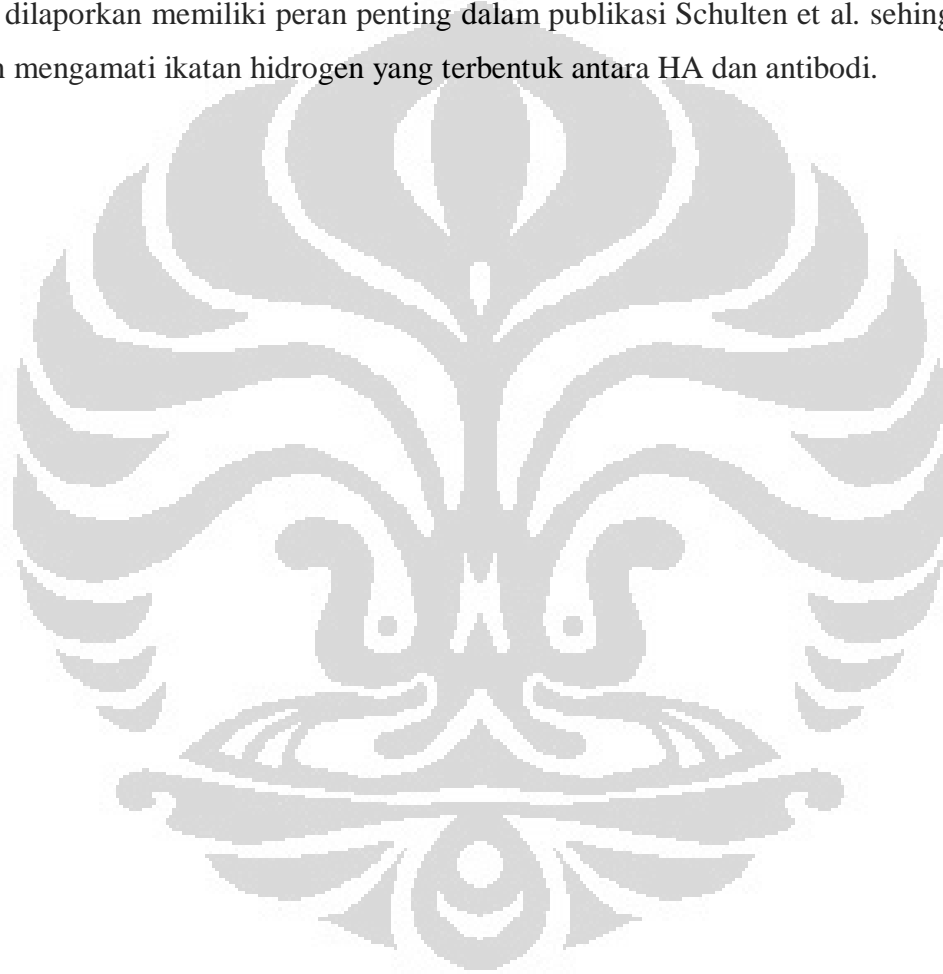 dilaporkan memiliki peran penting dalam publikasi Schulten et al.
mengamati ikatan hidrogen yang terbentuk antara HA dan antibodi.